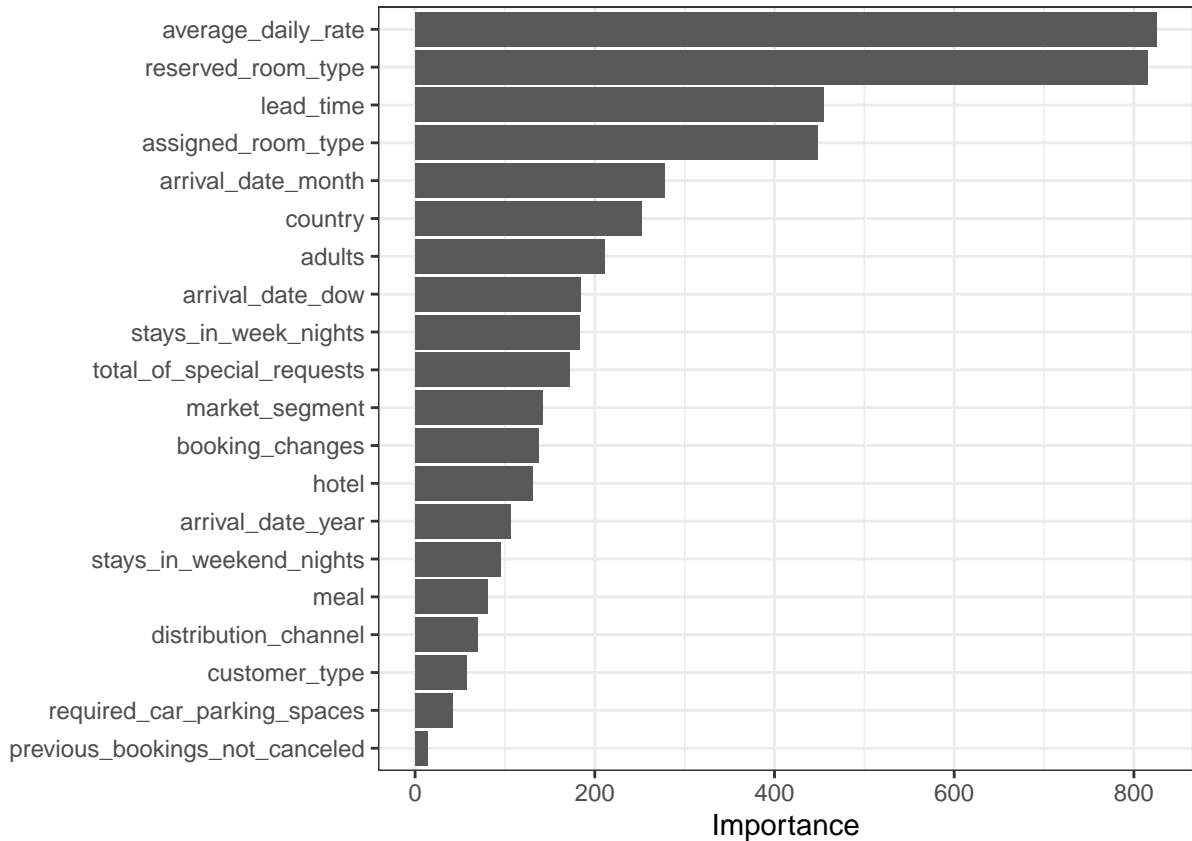 average_daily_rate
reserved_room_type
lead_time
assigned_room_type
arrival_date_month
country
adults
arrival_date_dow
stays_in_week_nights
total_of_special_requests
market_segment
booking_changes
hotel
arrival_date_year
stays_in_weekend_nights
meal
distribution_channel
customer_type
required_car_parking_spaces
previous_bookings_not_canceled
0 200 400 600 800
Importance